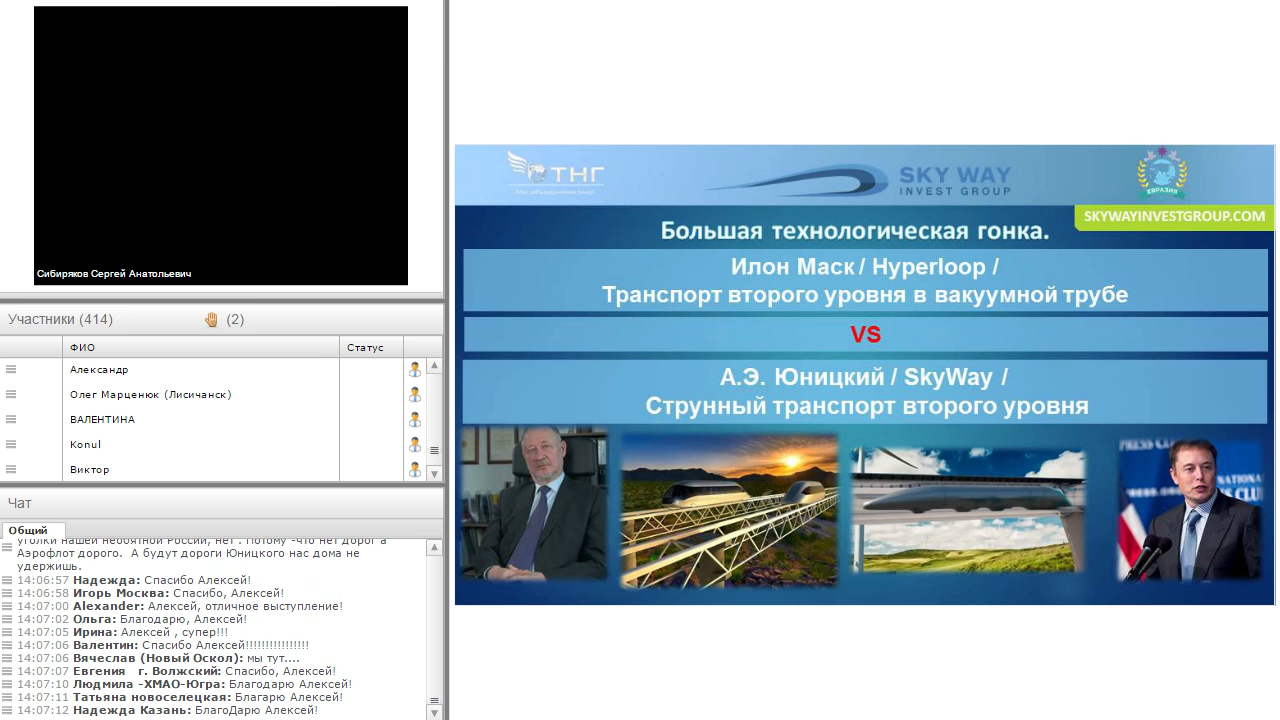 Сибиряков Сергей Анатольевич
Участники (414)
(2)
ФИО Статус
Александр
Олег Марценюк (Лисичанск)
ВАЛЕНТИНА
Konul
Виктор
Чат
Общий
уголки нашей необятной России, нет . Потому -что нет дорог а
Аэрофлот дорого. А будут дороги Юницкого нас дома не
удержишь.
14:06:57 Надежда: Спасибо Алексей!
14:06:58 Игорь Москва: Спасибо, Алексей!
14:07:00 Alexander: Алексей, отличное выступление!
14:07:02 Ольга: Благодарю, Алексей!
14:07:05 Ирина: Алексей , супер!!!
14:07:06 Валентин: Спасибо Алексей!!!!!!!!!!!!!!!!
14:07:06 Вячеслав (Новый Оскол): мы тут....
14:07:07 Евгения г. Волжский: Спасибо, Алексей!
14:07:10 Людмила -ХМАО-Югра: Благодарю Алексей!
14:07:11 Татьяна новоселецкая: Благарю Алексей!
14:07:12 Надежда Казань: БлагоДарю Алексей!
ТНГ
SKY WAY
INVEST GROUP
ЕВРАЗИЯ
SKYWAYINVESTGROUP.COM
Большая технологическая гонка.
Илон Маск / Hyperloop /
Транспорт второго уровня в вакуумной трубе
VS
А.Э. Юницкий / SkyWay /
Струнный транспорт второго уровня